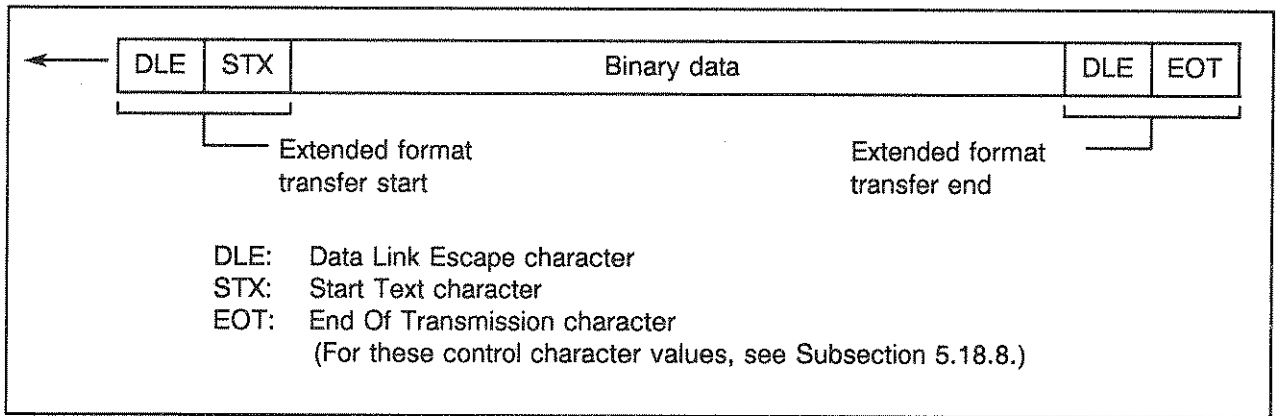 DLE STX Binary data DLE EOT
Extended format transfer start
Extended format transfer end
DLE: Data Link Escape character
STX: Start Text character
EOT: End Of Transmission character
(For these control character values, see Subsection 5.18.8.)